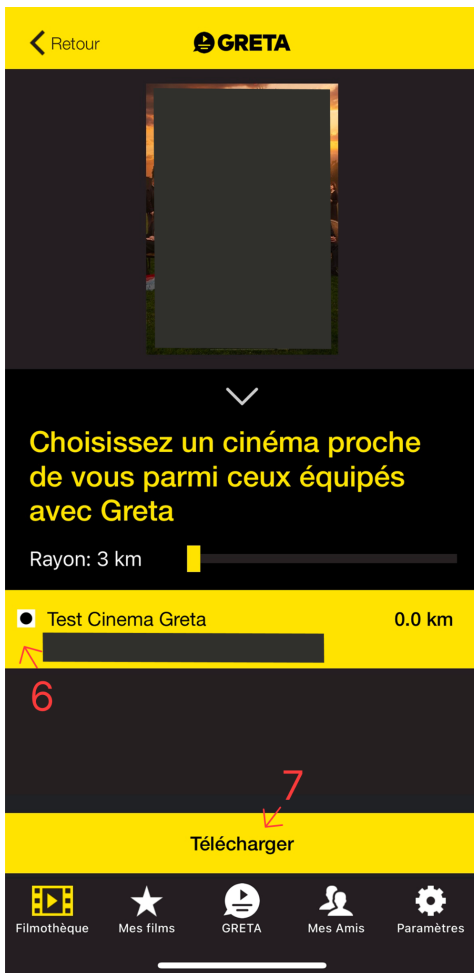 Retour
GRETA
Choisissez un cinéma proche
de vous parmi ceux équipés
avec Greta
Rayon: 3 km
Test Cinema Greta 0.0 km
6
7
Télécharger
Filmothèque Mes films GRETA Mes Amis Paramètres